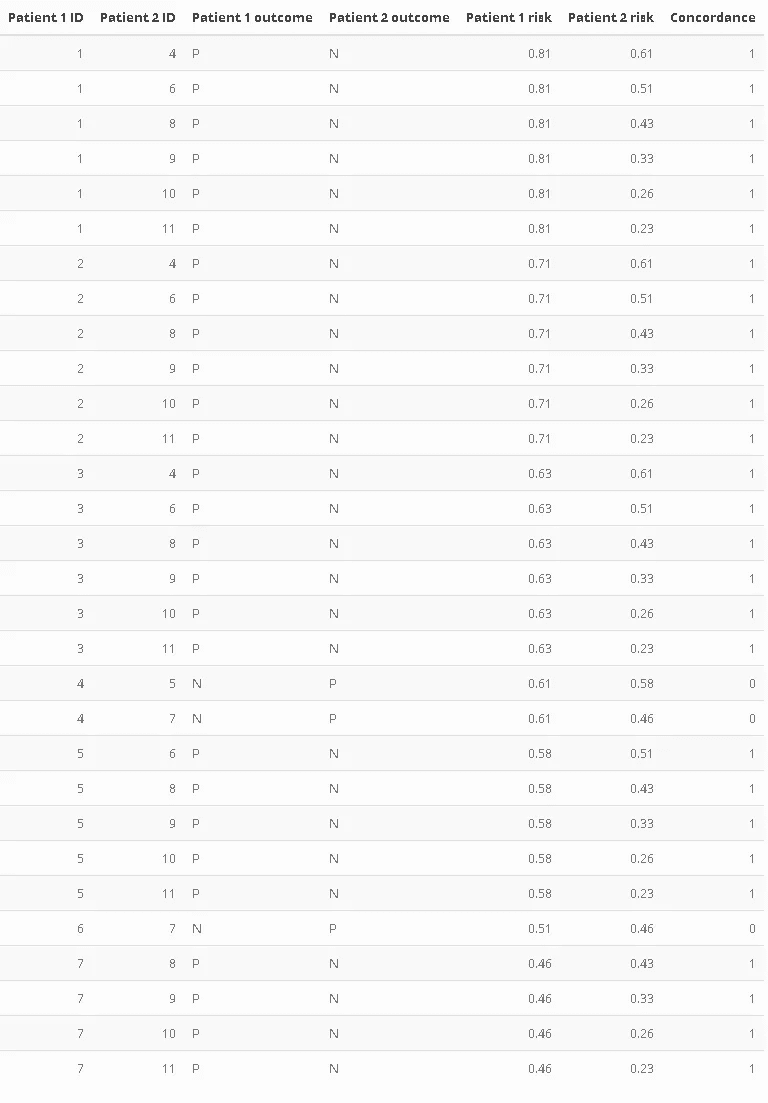 Patient 1 ID Patient 2 ID Patient 1 outcome Patient 2 outcome Patient 1 risk Patient 2 risk Concordance
1 4 P N 0.81 0.61 1
1 6 P N 0.81 0.51 1
1 8 P N 0.81 0.43 1
1 9 P N 0.81 0.33 1
1 10 P N 0.81 0.26 1
1 11 P N 0.81 0.23 1
2 4 P N 0.71 0.61 1
2 6 P N 0.71 0.51 1
2 8 P N 0.71 0.43 1
2 9 P N 0.71 0.33 1
2 10 P N 0.71 0.26 1
2 11 P N 0.71 0.23 1
3 4 P N 0.63 0.61 1
3 6 P N 0.63 0.51 1
3 8 P N 0.63 0.43 1
3 9 P N 0.63 0.33 1
3 10 P N 0.63 0.26 1
3 11 P N 0.63 0.23 1
4 5 N P 0.61 0.58 0
4 7 N P 0.61 0.46 0
5 6 P N 0.58 0.51 1
5 8 P N 0.58 0.43 1
5 9 P N 0.58 0.33 1
5 10 P N 0.58 0.26 1
5 11 P N 0.58 0.23 1
6 7 N P 0.51 0.46 0
7 8 P N 0.46 0.43 1
7 9 P N 0.46 0.33 1
7 10 P N 0.46 0.26 1
7 11 P N 0.46 0.23 1